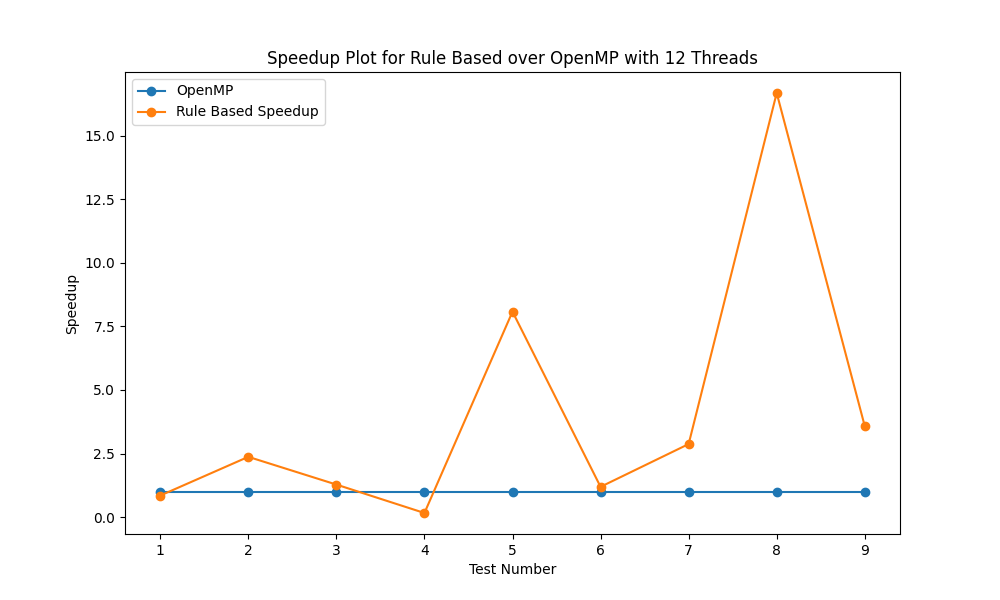 Speedup Plot for Rule Based over OpenMP with 12 Threads
OpenMP
Rule Based Speedup
15.0
12.5
10.0
7.5
5.0
2.5
0.0
Speedup
1 2 3 4 5 6 7 8 9
Test Number